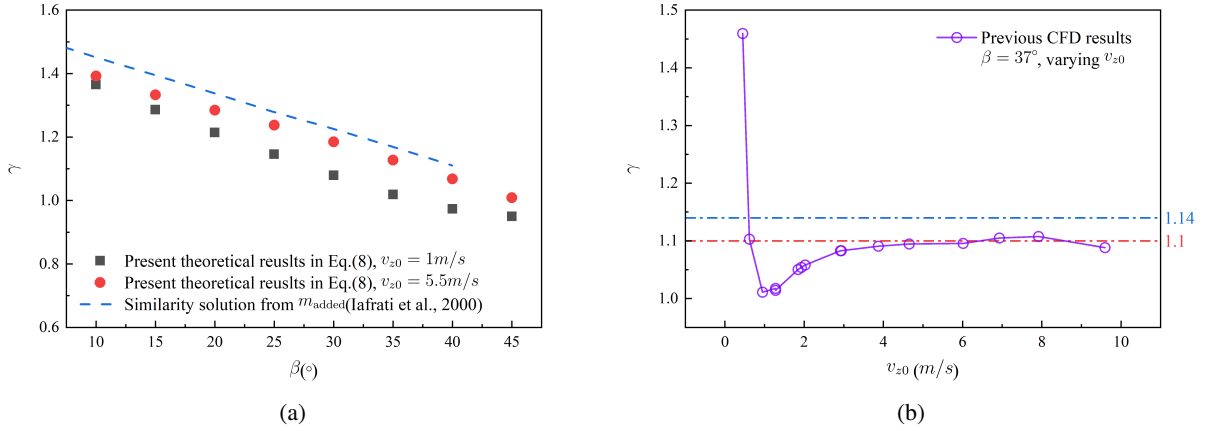 1.6
1.4
1.2
1.0
0.8
0.6
γ
Present theoretical reuslts in Eq.(8), v_{z0} = 1m/s
Present theoretical reuslts in Eq.(8), v_{z0} = 5.5m/s
Similarity solution from m_{added}(Iafrati et al., 2000)
10 15 20 25 30 35 40 45
β(°)
(a)
1.5
1.4
1.3
1.2
1.1
1.0
γ
Previous CFD results
β = 37°, varying v_{z0}
1.14
1.1
0 2 4 6 8 10
v_{z0} (m/s)
(b)